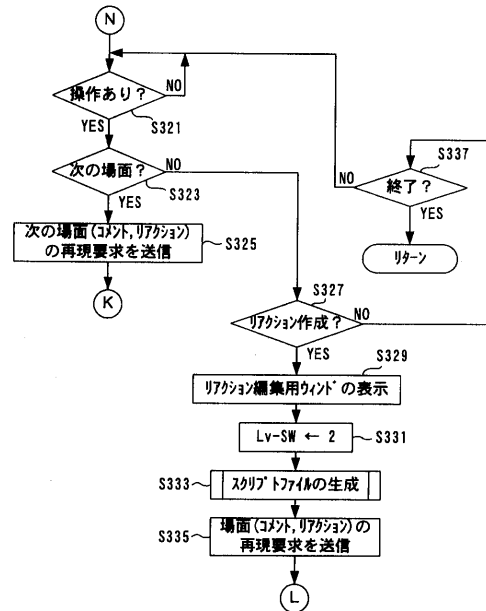 N
操作あり?
NO
S321
YES
次の場面?
NO
S323
YES
S337
終了?
NO
YES
リターン
次の場面(コメント,リアクション)
の再現要求を送信
S325
K
S327
リアクション作成?
NO
YES
S329
リアクション編集用ウィンドの表示
Lv-SW ← 2
S331
S333
スクリプトファイルの生成
場面(コメント,リアクション)の
再現要求を送信
S335
L